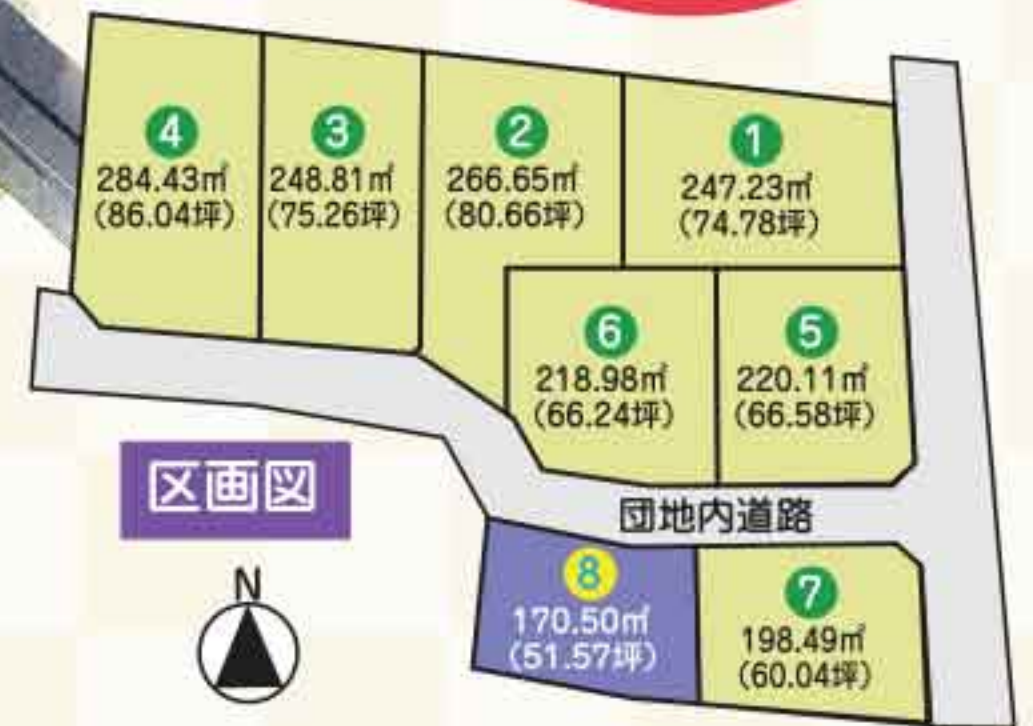 4
284.43㎡
(86.04坪)
3
248.81㎡
(75.26坪)
2
266.65㎡
(80.66坪)
1
247.23㎡
(74.78坪)
6
218.98㎡
(66.24坪)
5
220.11㎡
(66.58坪)
区画図
団地内道路
N
8
170.50㎡
(51.57坪)
7
198.49㎡
(60.04坪)